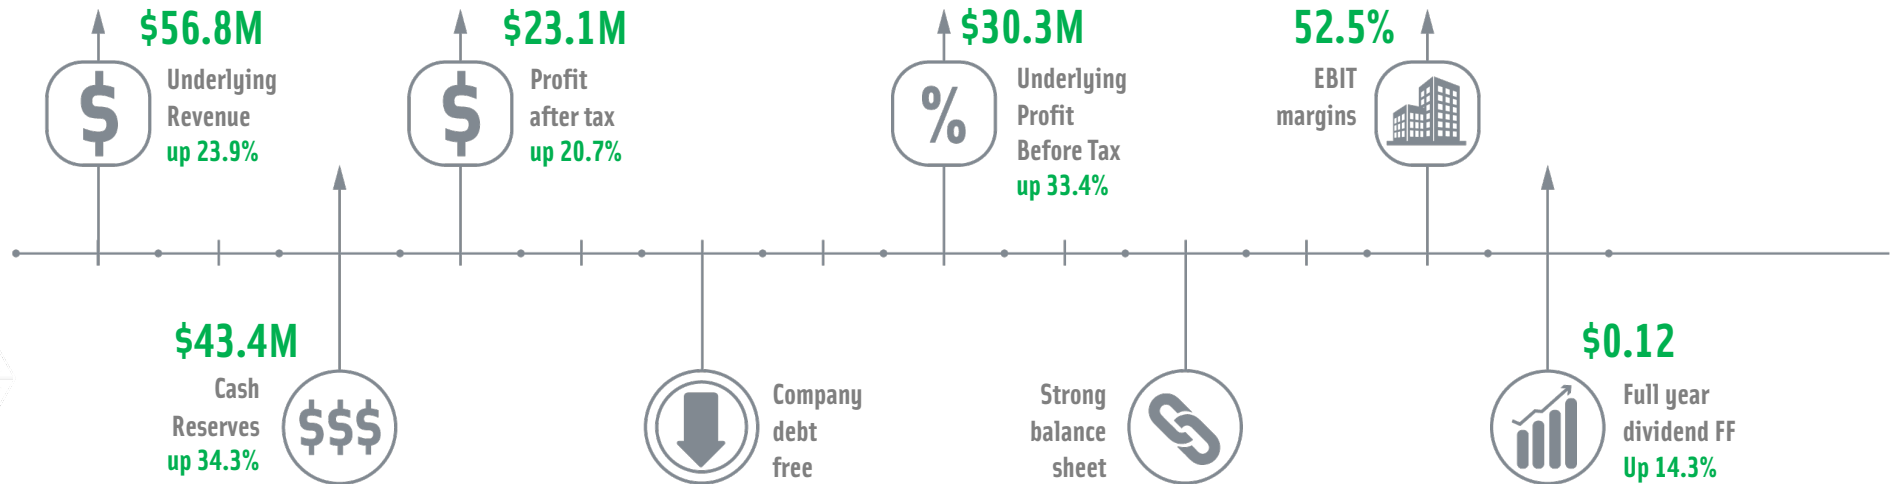 $56.8M
Underlying
Revenue
up 23.9%
$
$23.1M
Profit
after tax
up 20.7%
$
$30.3M
Underlying
Profit
Before Tax
up 33.4%
%
52.5%
EBIT
margins
$43.4M
Cash
Reserves
up 34.3%
$$$
Company
debt
free
Strong
balance
sheet
$0.12
Full year
dividend FF
Up 14.3%